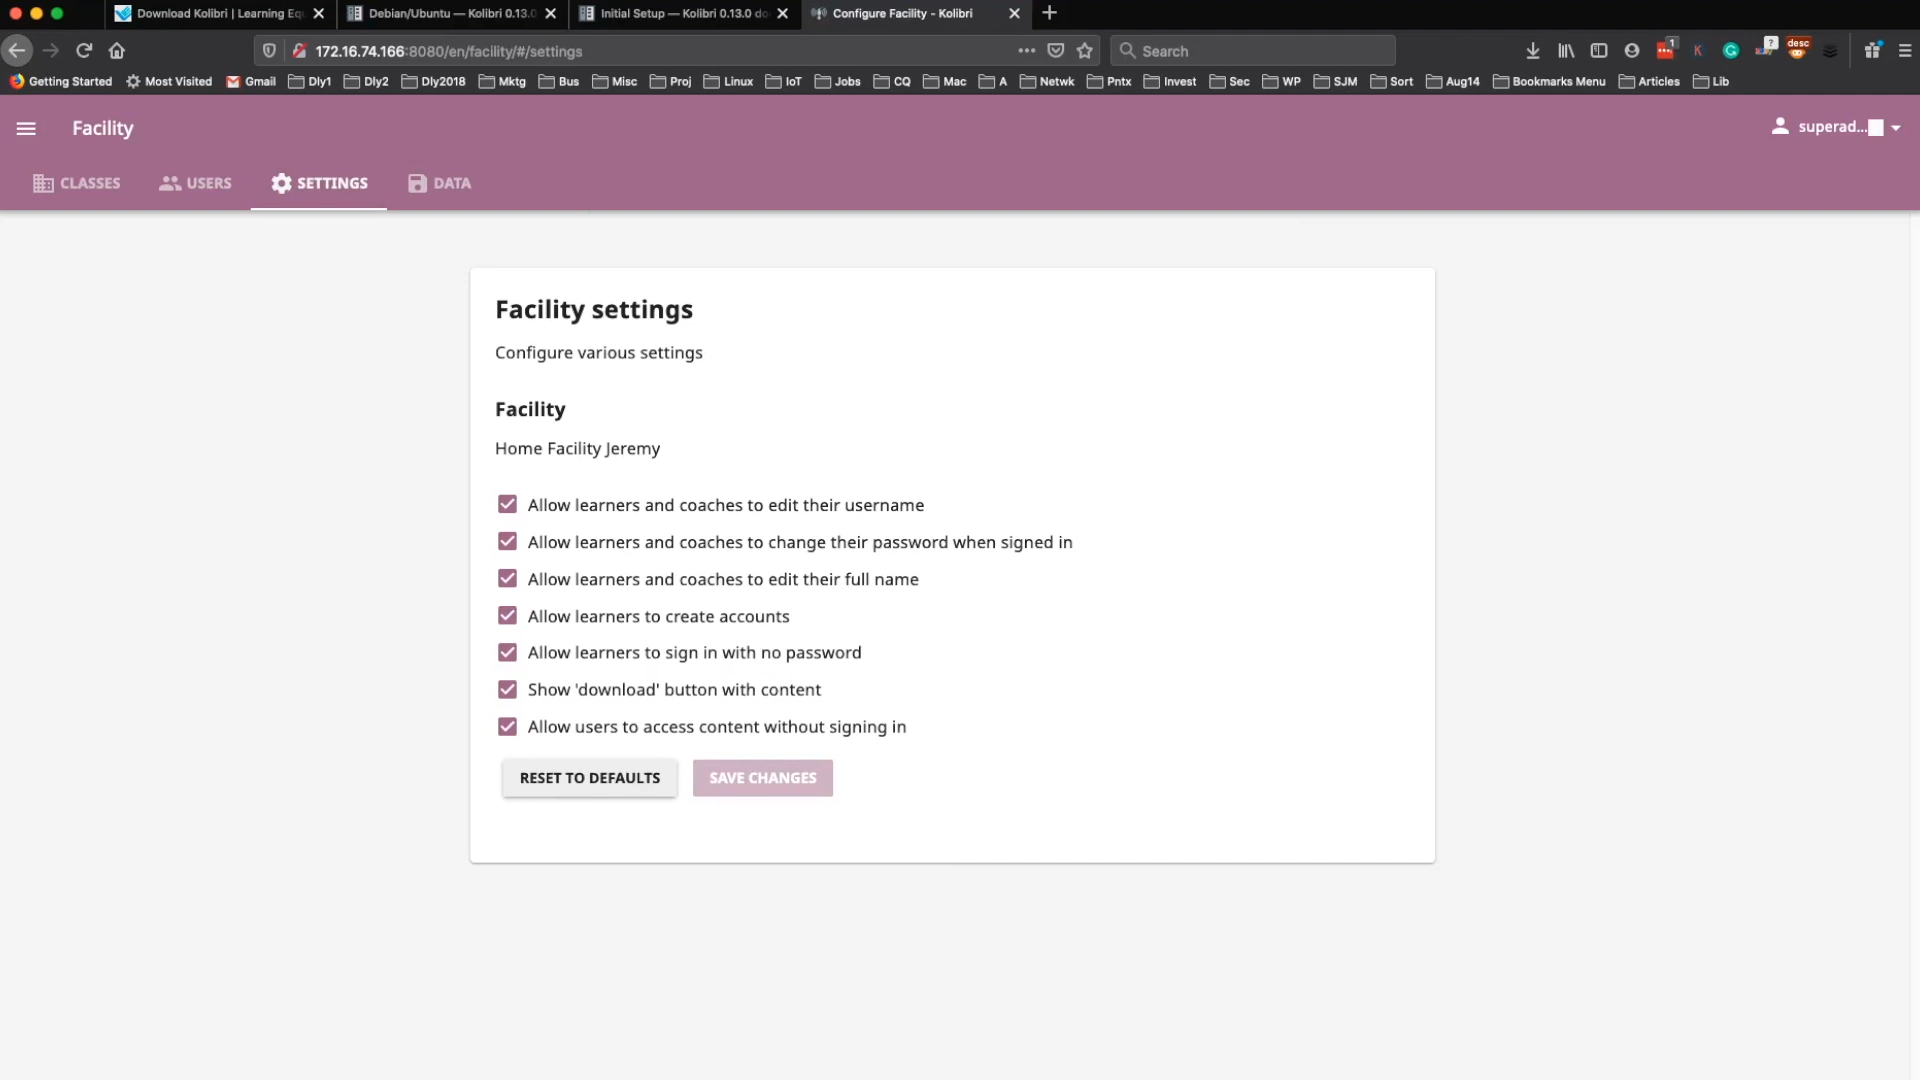 Download Kolibri | Learning Eq
Debian/Ubuntu — Kolibri 0.13.0
Initial Setup — Kolibri 0.13.0 do
Configure Facility - Kolibri
172.16.74.166:8080/en/facility/#/settings
Search
1
K
?
desc
Getting Started Most Visited Gmail Dly1 Dly2 Dly2018 Mktg Bus Misc Proj Linux IoT Jobs CQ Mac A Netwk Pntx Invest Sec WP SJM Sort Aug14 Bookmarks Menu Articles Lib
Facility
superad...
CLASSES USERS SETTINGS DATA
Facility settings
Configure various settings
Facility
Home Facility Jeremy
Allow learners and coaches to edit their username
Allow learners and coaches to change their password when signed in
Allow learners and coaches to edit their full name
Allow learners to create accounts
Allow learners to sign in with no password
Show 'download' button with content
Allow users to access content without signing in
RESET TO DEFAULTS SAVE CHANGES